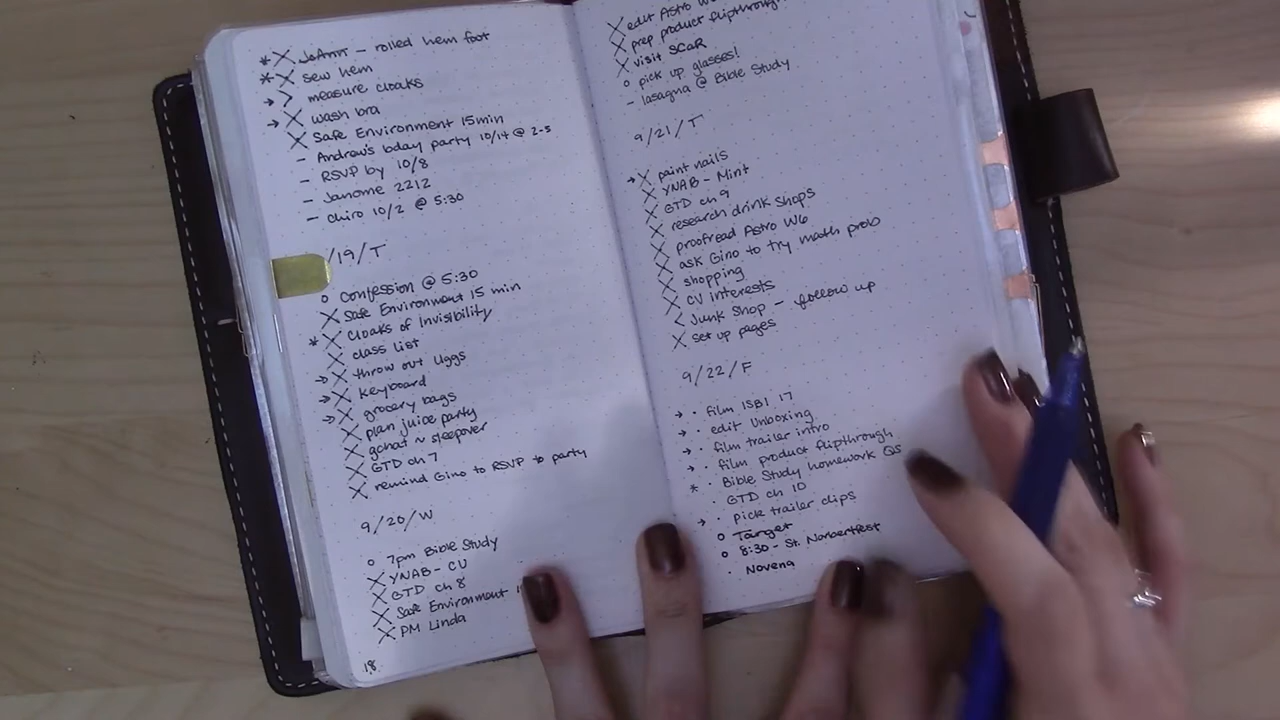 * X JoAnn – rolled hem foot
* X sew hem
→ > measure cloaks
→ X wash bra
X Safe Environment 15min
– Andrew's bday party 10/14 @ 2-5
– RSVP by 10/8
– Janome 2212
– chiro 10/2 @ 5:30
/19/T
o Confession @ 5:30
X Safe Environment 15 min
* X Cloaks of Invisibility
X class list
→ X throw out Uggs
→ X keyboard
→ X grocery bags
X plan juice party
X gchat ~ sleepover
X GTD ch 7
X remind Gino to RSVP to party
9/20/W
o 7pm Bible Study
X YNAB – CU
X GTD ch 8
X Safe Environment
X PM Linda
18
X edit Astro
X prep product flipthrough
X visit SCaR
o pick up glasses!
– lasagna @ Bible Study
9/21/T
→ X paint nails
X YNAB – Mint
X GTD ch 9
X research drink shops
X proofread Astro W6
X ask Gino to try math prob
X shopping
X CV interests
< Junk Shop – follow up
X set up pages
9/22/F
→ · film ISBI 17
→ · edit Unboxing
→ · film trailer intro
→ · film product flipthrough
* · Bible Study homework QS
· GTD ch 10
→ · pick trailer clips
o Target
o 8:30 – St. Norbertfest
· Novena